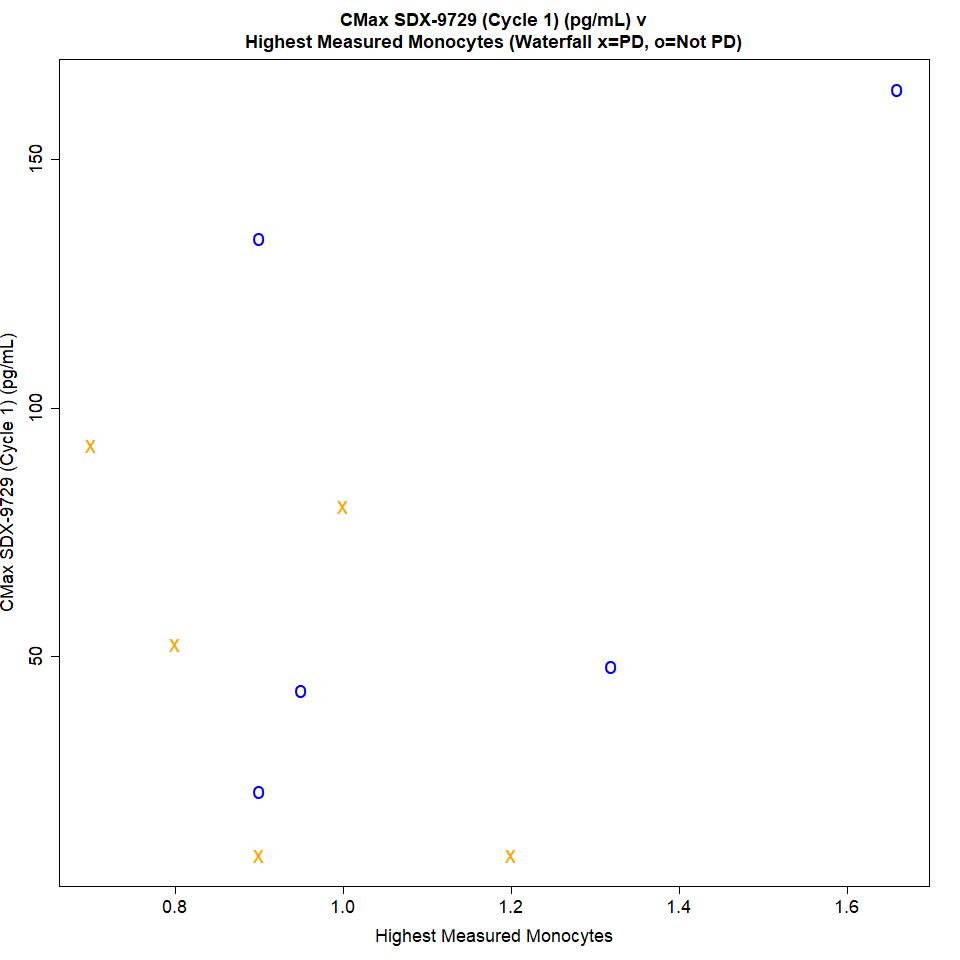 CMax SDX-9729 (Cycle 1) (pg/mL) v
Highest Measured Monocytes (Waterfall x=PD, o=Not PD)
CMax SDX-9729 (Cycle 1) (pg/mL)
150
100
50
O
O
X
X
X
O
O
O
X
X
0.8
1.0
1.2
1.4
1.6
Highest Measured Monocytes